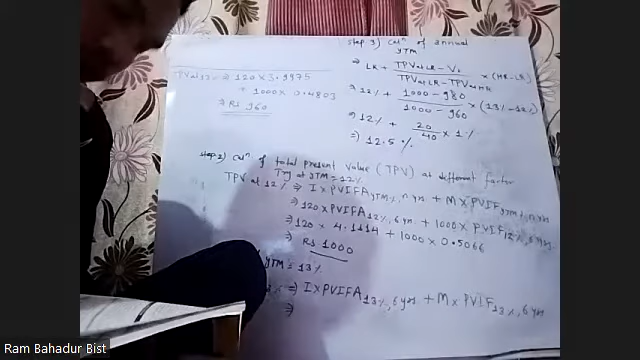 TPV at 13% ⇒ 120 X 3.9975
+ 1000 X 0.4803
⇒ Rs 960
step 3) calⁿ of annual
YTM
⇒ LR + TPV at LR - V₀ / TPV at LR - TPV at HR × (HR - LR)
⇒ 12% + 1000 - 980 / 1000 - 960 × (13% - 12%)
⇒ 12% + 20/40 × 1%
⇒ 12.5 %
step 2) calⁿ of total present value (TPV) at different factor
Try at YTM = 12%
TPV at 12% ⇒ I X PVIFA YTM%, n yrs + M X PVIF YTM%, n yrs
⇒ 120 X PVIFA 12%, 6 yrs + 1000 X PVIF 12%, 6 yrs
⇒ 120 X 4.1114 + 1000 X 0.5066
⇒ Rs 1000
YTM = 13%
⇒ I X PVIFA 13%, 6 yrs + M X PVIF 13%, 6 yrs
⇒
Ram Bahadur Bist